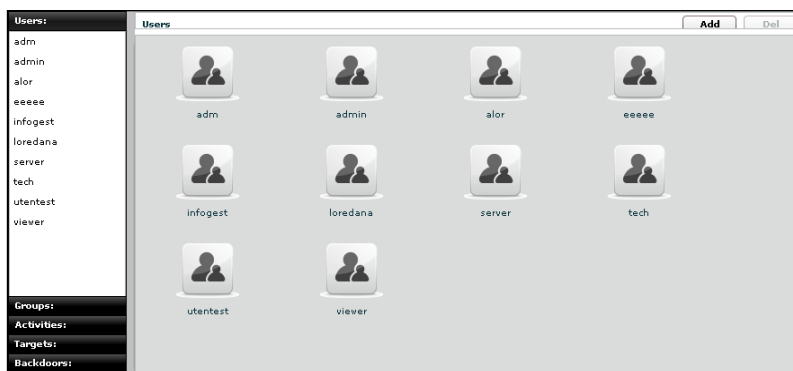 Users:
adm
admin
alor
eeeee
infogest
loredana
server
tech
utentest
viewer
Groups:
Activities:
Targets:
Backdoors:
Users
Add Del
adm admin alor eeeee
infogest loredana server tech
utentest viewer